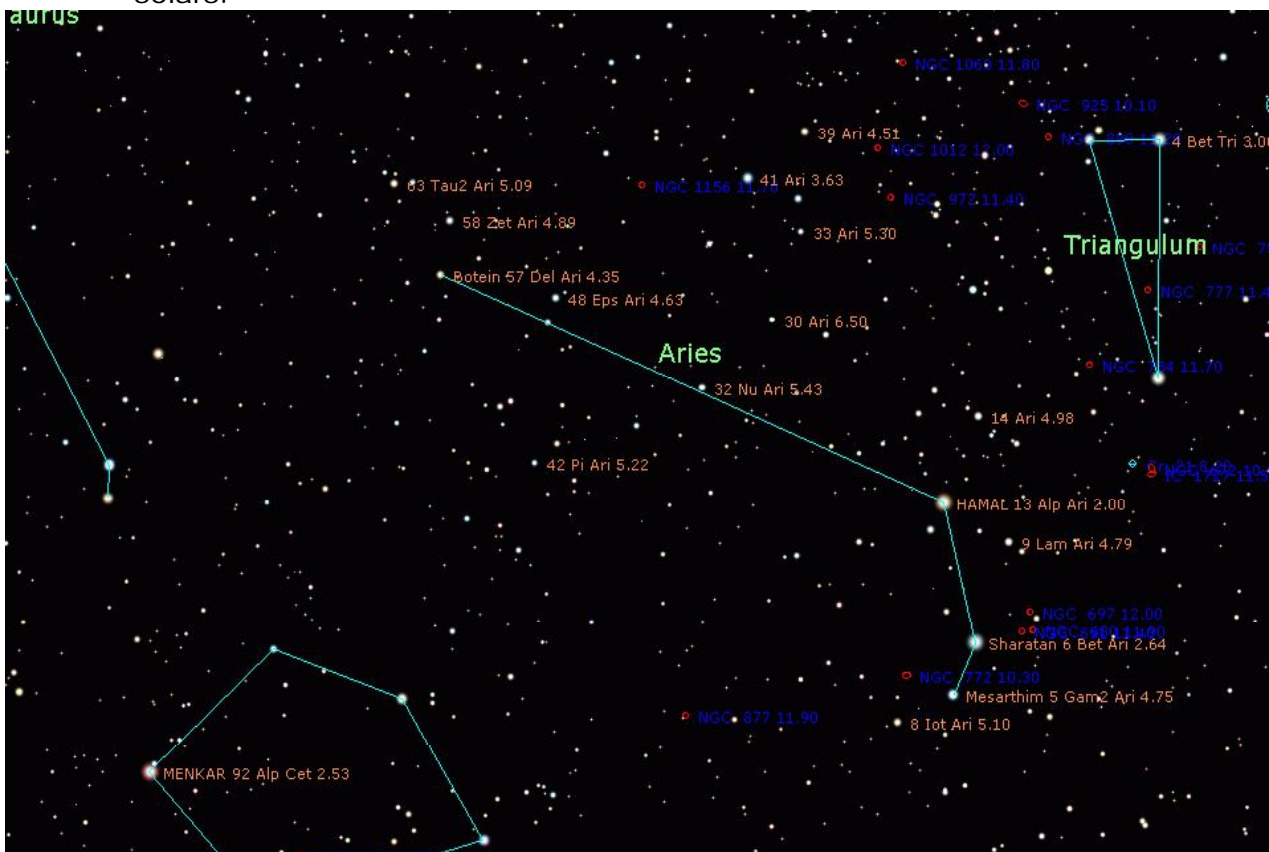 aurus
NGC 1060 11.80
NGC 925 10.10
39 Ari 4.51
4 Bet Tri 3.00
NGC 1012 12.00
41 Ari 3.63
63 Tau2 Ari 5.09
NGC 1156 11.70
NGC 972 11.40
58 Zet Ari 4.89
33 Ari 5.30
Triangulum
NGC
Botein 57 Del Ari 4.35
48 Eps Ari 4.63
NGC 777 11.4
30 Ari 6.50
Aries
NGC 784 11.70
32 Nu Ari 5.43
14 Ari 4.98
42 Pi Ari 5.22
HAMAL 13 Alp Ari 2.00
9 Lam Ari 4.79
NGC 697 12.00
Sharatan 6 Bet Ari 2.64
NGC 772 10.30
Mesarthim 5 Gam2 Ari 4.75
NGC 877 11.90
8 Iot Ari 5.10
MENKAR 92 Alp Cet 2.53